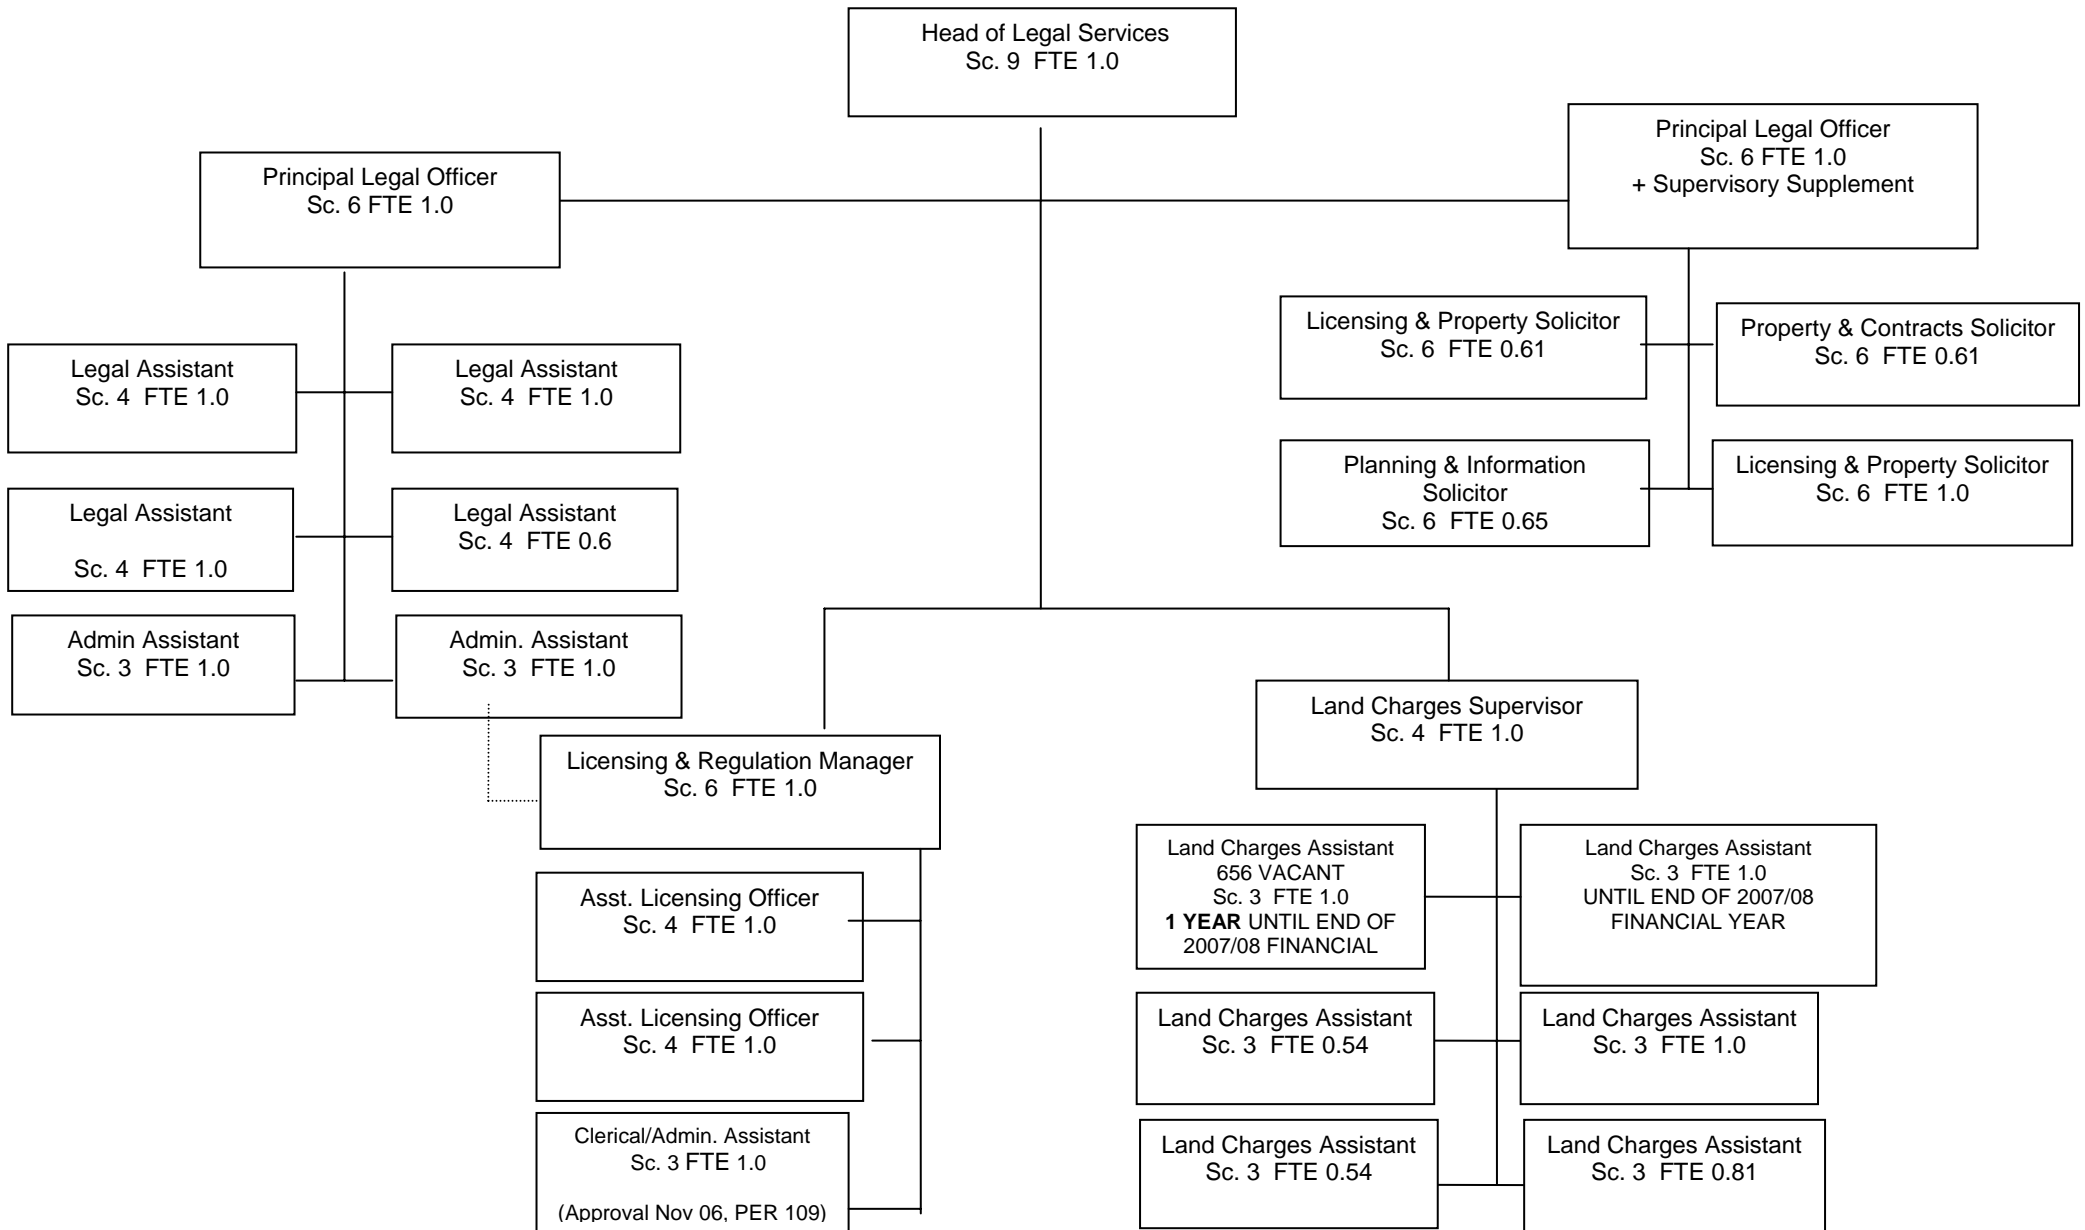 Head of Legal Services
Sc. 9 FTE 1.0
Principal Legal Officer
Sc. 6 FTE 1.0
+ Supervisory Supplement
Principal Legal Officer
Sc. 6 FTE 1.0
Licensing & Property Solicitor
Sc. 6 FTE 0.61
Property & Contracts Solicitor
Sc. 6 FTE 0.61
Legal Assistant
Sc. 4 FTE 1.0
Legal Assistant
Sc. 4 FTE 1.0
Planning & Information
Solicitor
Sc. 6 FTE 0.65
Licensing & Property Solicitor
Sc. 6 FTE 1.0
Legal Assistant
Sc. 4 FTE 1.0
Legal Assistant
Sc. 4 FTE 0.6
Admin Assistant
Sc. 3 FTE 1.0
Admin. Assistant
Sc. 3 FTE 1.0
Licensing & Regulation Manager
Sc. 6 FTE 1.0
Land Charges Supervisor
Sc. 4 FTE 1.0
Asst. Licensing Officer
Sc. 4 FTE 1.0
Asst. Licensing Officer
Sc. 4 FTE 1.0
Clerical/Admin. Assistant
Sc. 3 FTE 1.0
(Approval Nov 06, PER 109)
Land Charges Assistant
656 VACANT
Sc. 3 FTE 1.0
1 YEAR UNTIL END OF
2007/08 FINANCIAL
Land Charges Assistant
Sc. 3 FTE 1.0
UNTIL END OF 2007/08
FINANCIAL YEAR
Land Charges Assistant
Sc. 3 FTE 0.54
Land Charges Assistant
Sc. 3 FTE 1.0
Land Charges Assistant
Sc. 3 FTE 0.54
Land Charges Assistant
Sc. 3 FTE 0.81